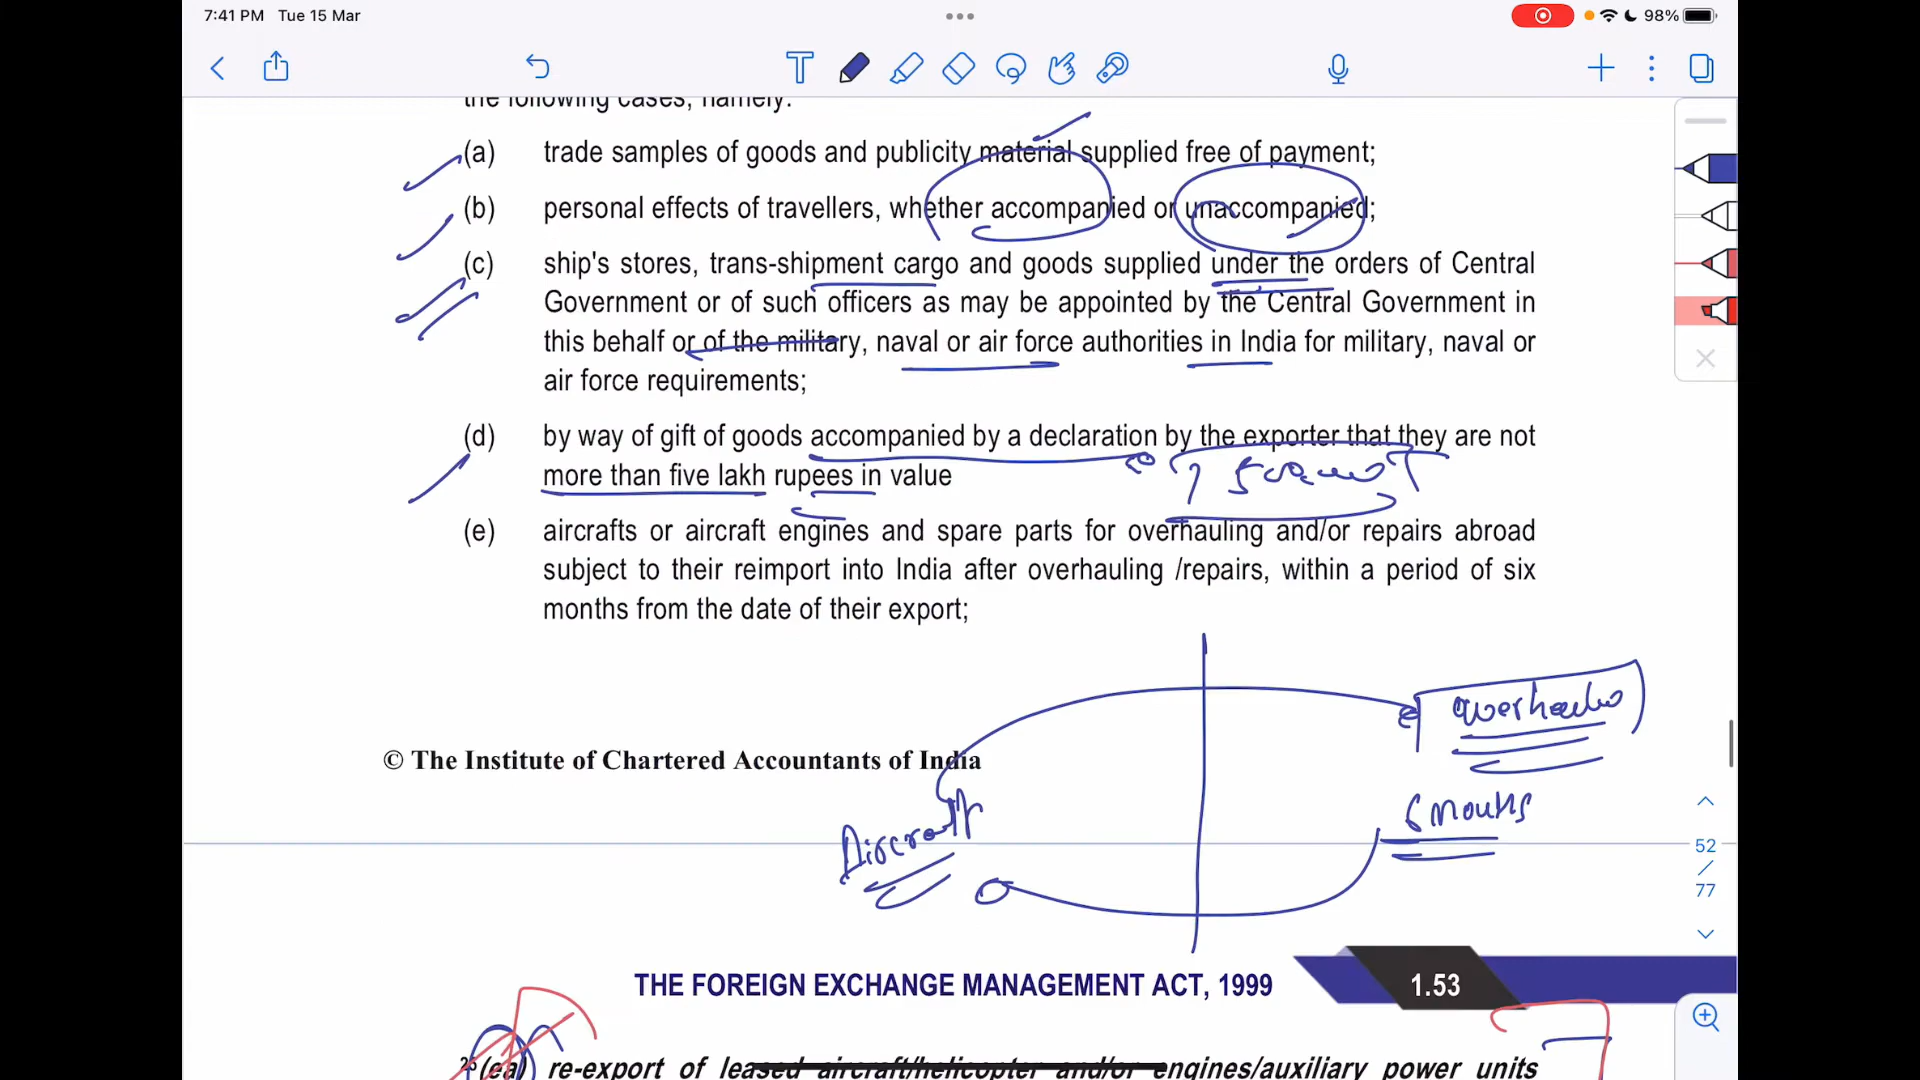 7:41 PM Tue 15 Mar
98%
the following cases, namely:
(a) trade samples of goods and publicity material supplied free of payment;
(b) personal effects of travellers, whether accompanied or unaccompanied;
(c) ship's stores, trans-shipment cargo and goods supplied under the orders of Central
Government or of such officers as may be appointed by the Central Government in
this behalf or of the military, naval or air force authorities in India for military, naval or
air force requirements;
(d) by way of gift of goods accompanied by a declaration by the exporter that they are not
more than five lakh rupees in value
(e) aircrafts or aircraft engines and spare parts for overhauling and/or repairs abroad
subject to their reimport into India after overhauling /repairs, within a period of six
months from the date of their export;
© The Institute of Chartered Accountants of India
Aircraft
6 months
52
/
77
THE FOREIGN EXCHANGE MANAGEMENT ACT, 1999 1.53
(ea) re-export of leased aircraft/helicopter and/or engines/auxiliary power units